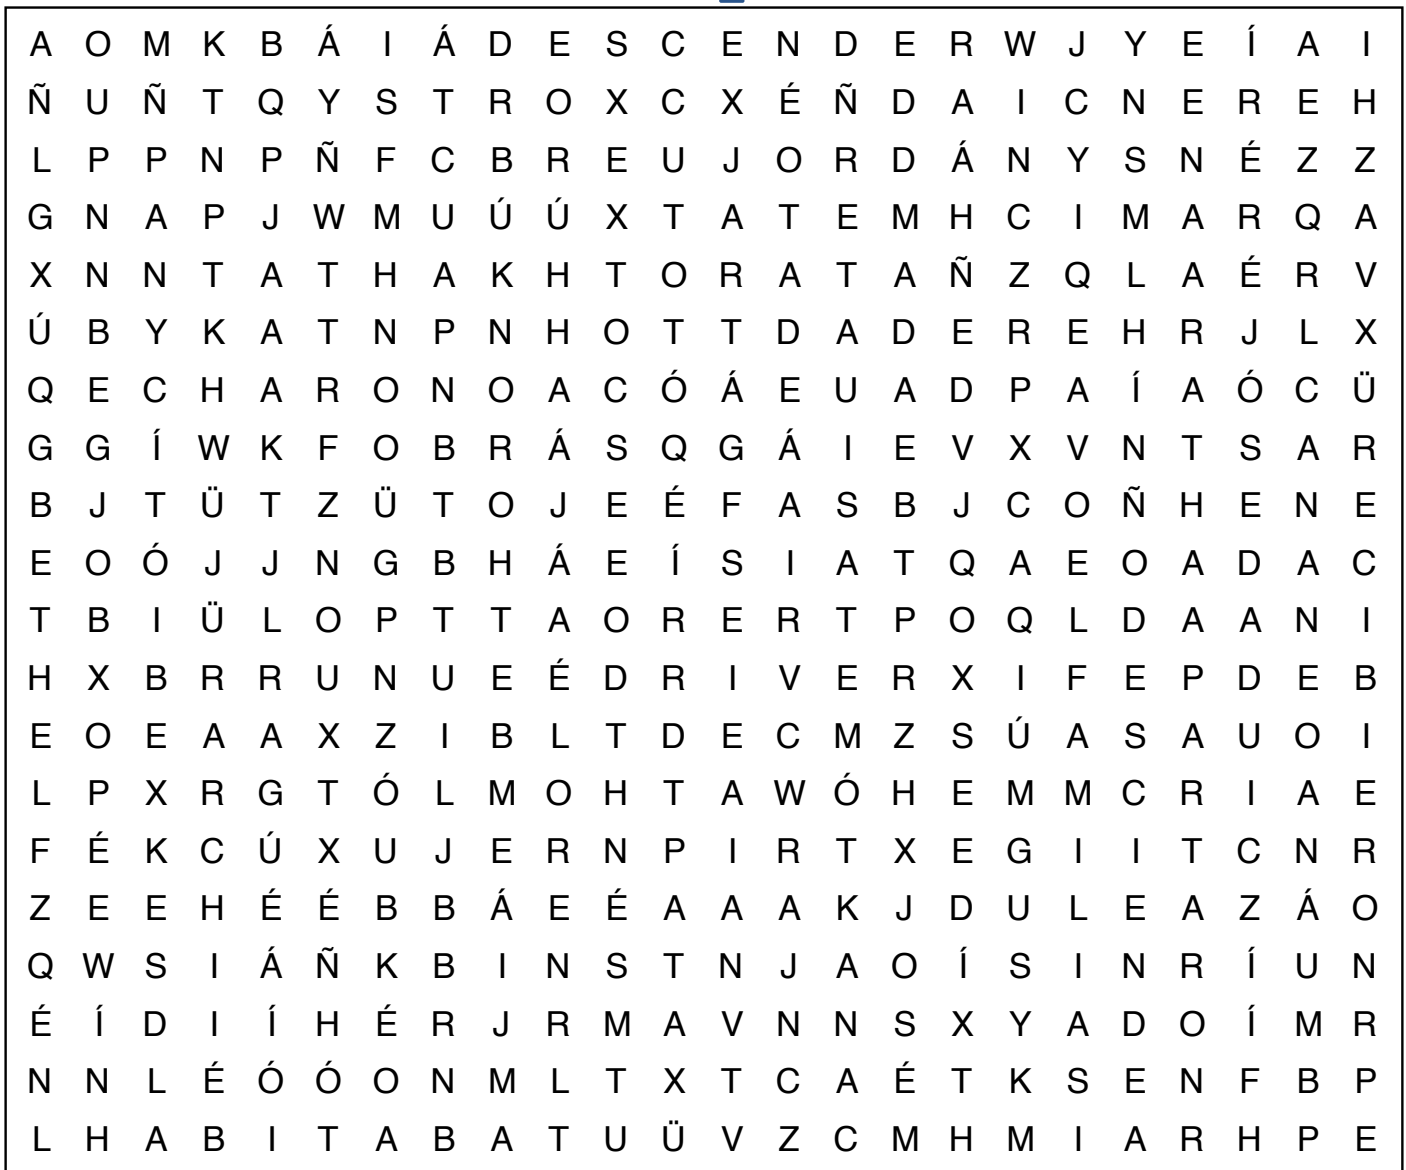 A O M K B Á I Á D E S C E N D E R W J Y E Í A I
Ñ U Ñ T Q Y S T R O X C X É Ñ D A I C N E R E H
L P P N P Ñ F C B R E U J O R D Á N Y S N É Z Z
G N A P J W M U Ú Ú X T A T E M H C I M A R Q A
X N N T A T H A K H T O R A T A Ñ Z Q L A É R V
Ú B Y K A T N P N H O T T D A D E R E H R J L X
Q E C H A R O N O A C Ó Á E U A D P A Í A Ó C Ü
G G Í W K F O B R Á S Q G Á I E V X V N T S A R
B J T Ü T Z Ü T O J E É F A S B J C O Ñ H E N E
E O Ó J J N G B H Á E Í S I A T Q A E O A D A C
T B I Ü L O P T T A O R E R T P O Q L D A A N I
H X B R R U N U E É D R I V E R X I F E P D E B
E O E A A X Z I B L T D E C M Z S Ú A S A U O I
L P X R G T Ó L M O H T A W Ó H E M M C R I A E
F É K C Ú X U J E R N P I R T X E G I I T C N R
Z E E H É É B B Á E É A A A K J D U L E A Z Á O
Q W S I Á Ñ K B I N S T N J A O Í S I N R Í U N
É Í D I Í H É R J R M A V N N S X Y A D O Í M R
N N L É Ó Ó O N M L T X T C A É T K S E N F B P
L H A B I T A B A T U Ü V Z C M H M I A R H P E